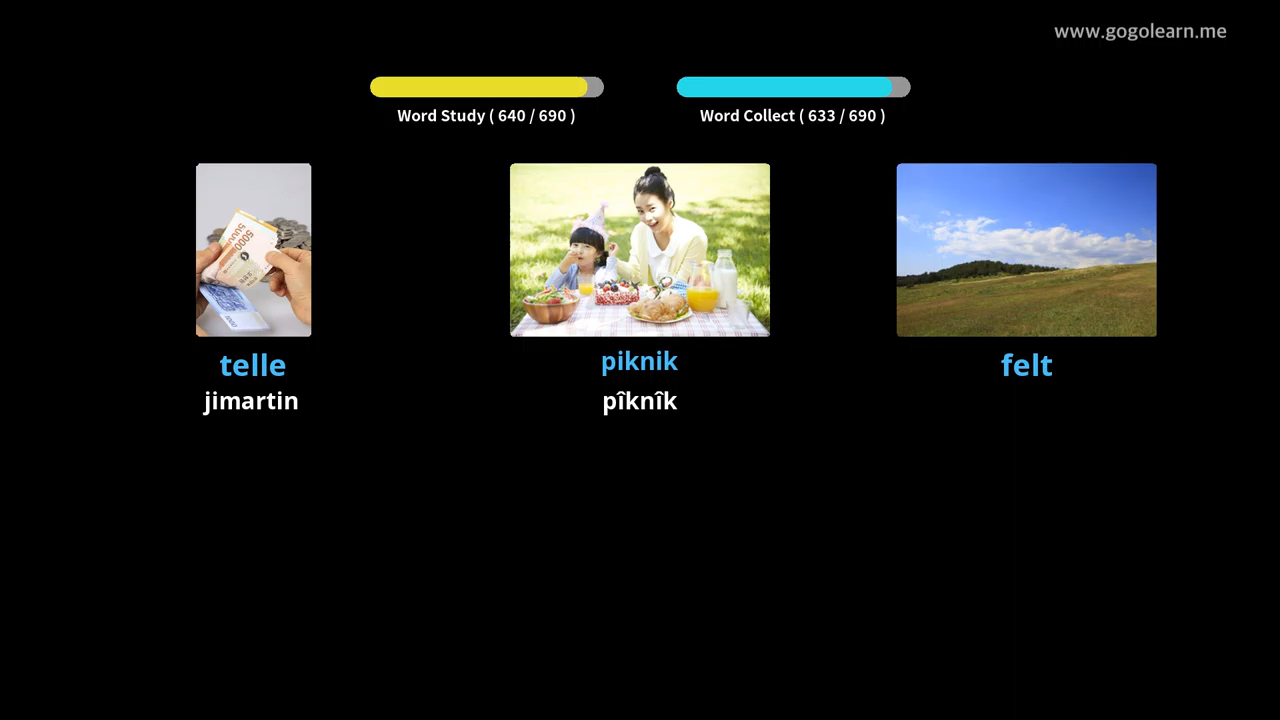 www.gogolearn.me
Word Study ( 640 / 690 )
Word Collect ( 633 / 690 )
telle
jimartin
piknik
pîknîk
felt